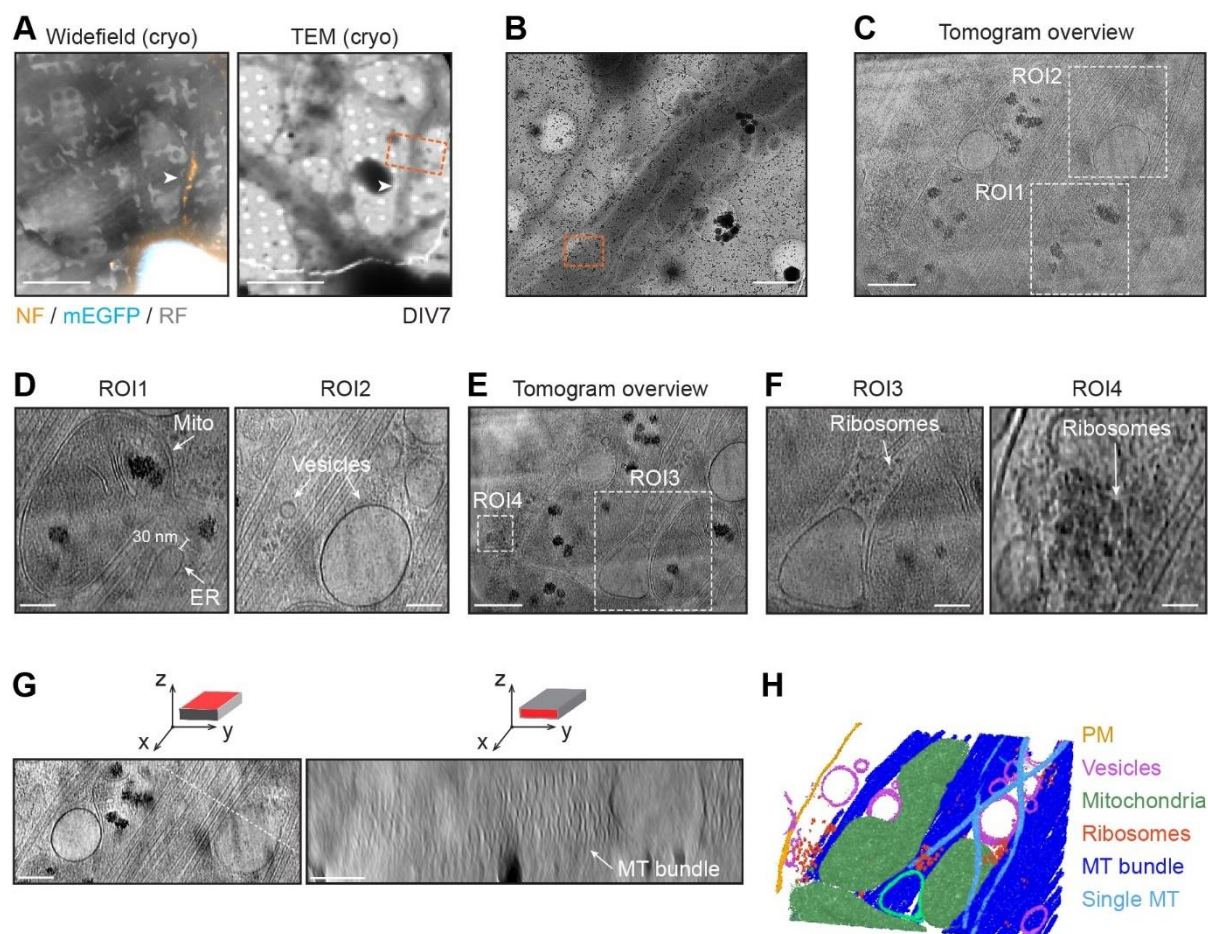 A
Widefield (cryo)
TEM (cryo)
NF / mEGFP / RF
DIV7
B
C
Tomogram overview
ROI2
ROI1
D
ROI1
Mito
30 nm
ER
ROI2
Vesicles
E
Tomogram overview
ROI4
ROI3
F
ROI3
Ribosomes
ROI4
Ribosomes
G
z
x
y
z
x
y
MT bundle
H
PM
Vesicles
Mitochondria
Ribosomes
MT bundle
Single MT